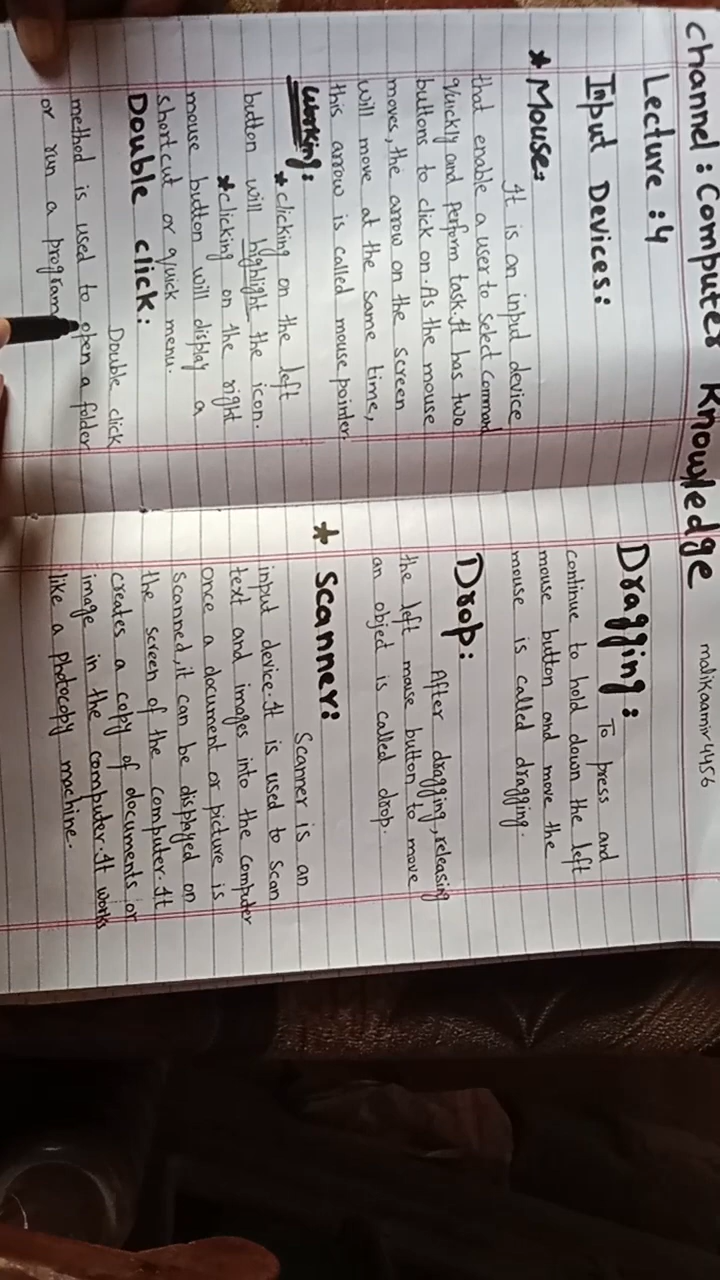 channel : Computer Knowledge
malikaamir4456
Lecture : 4
Input Devices :
* Mouse:
It is an input device
that enable a user to select command
quickly and perform task. It has two
buttons to click on. As the mouse
moves, the arrow on the screen
will move at the same time,
this arrow is called mouse pointer.
Working:
* clicking on the left
button will highlight the icon.
* clicking on the right
mouse button will display a
shortcut or quick menu.
Double click:
Double click
method is used to open a folder
or run a program
Dragging:
To press and
continue to hold down the left
mouse button and move the
mouse is called dragging.
Drop:
After dragging, releasing
the left mouse button to move
an object is called drop.
* Scanner:
Scanner is an
input device. It is used to scan
text and images into the computer
once a document or picture is
scanned, it can be displayed on
the screen of the computer. It
creates a copy of documents or
image in the computer. It works
like a photocopy machine.